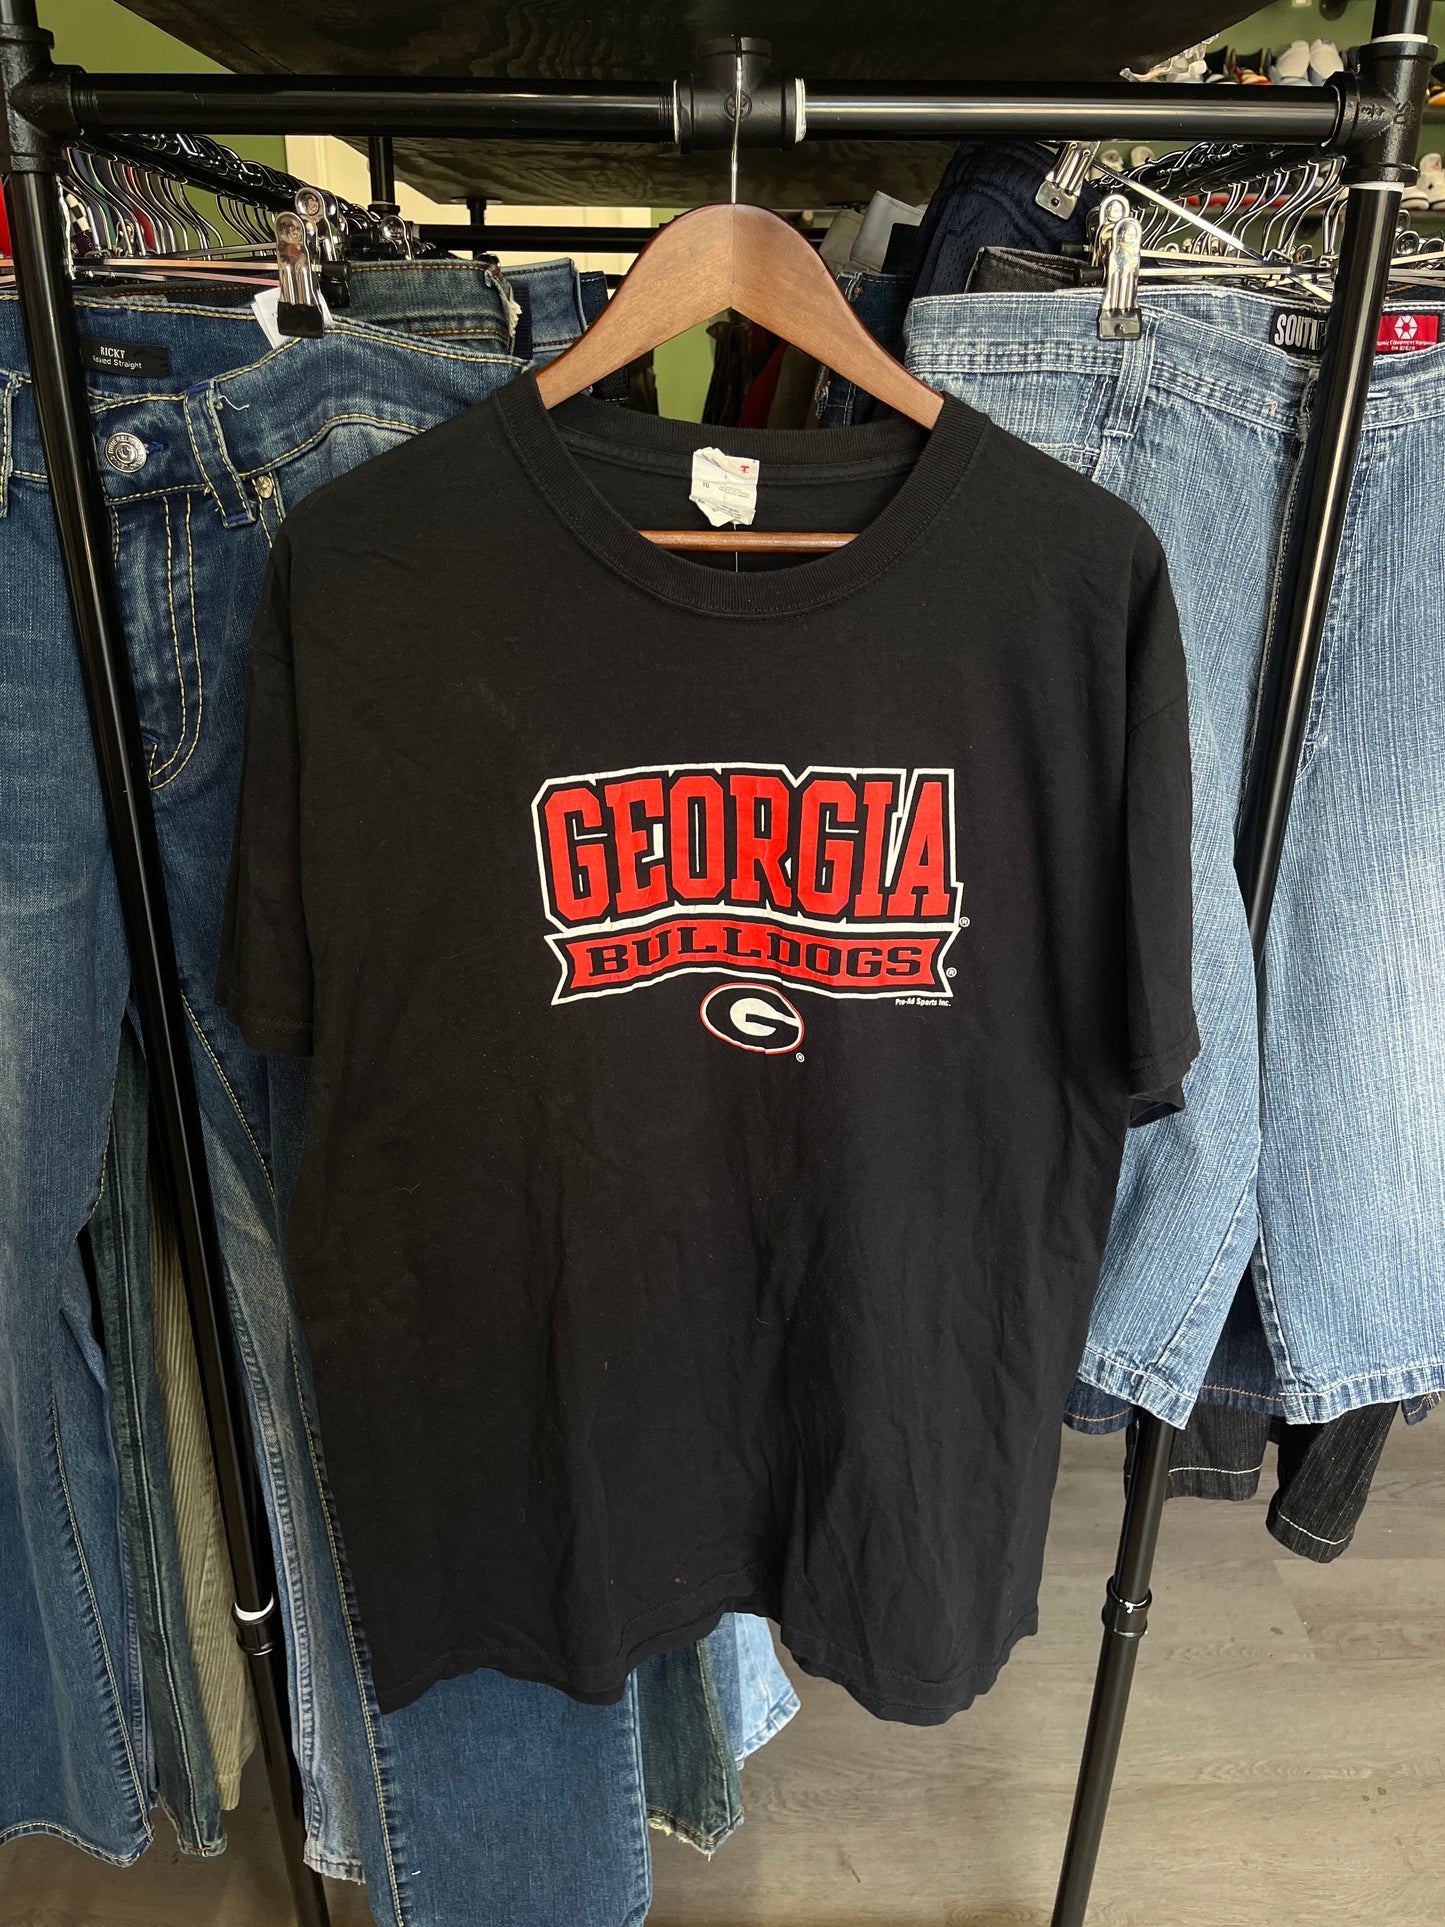 SOUTH
RICKY
Relaxed Straight
GEORGIA
®
BULLDOGS
®
Pro-Ad Sports Inc.
G
®